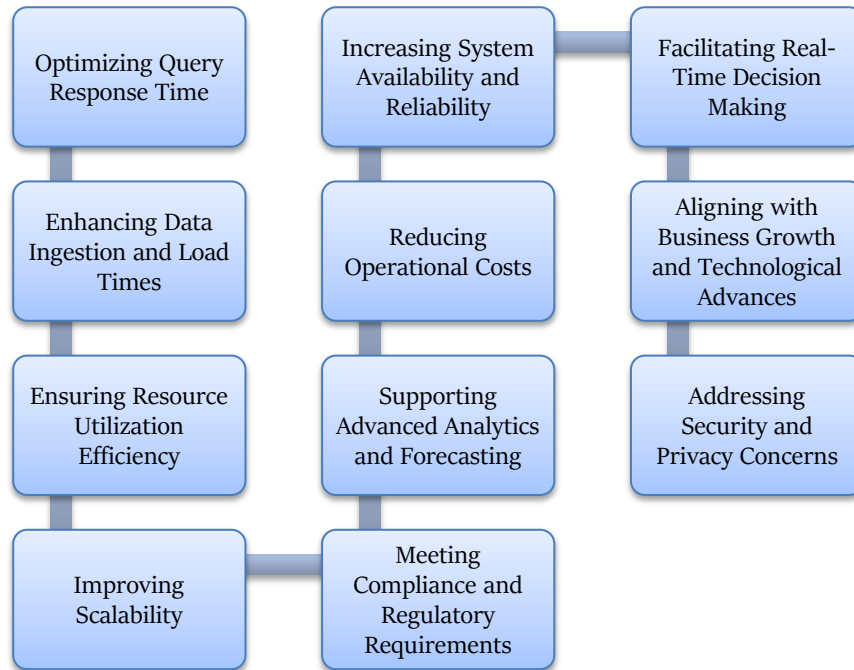 Optimizing Query
Response Time
Enhancing Data
Ingestion and Load
Times
Ensuring Resource
Utilization
Efficiency
Improving
Scalability
Meeting
Compliance and
Regulatory
Requirements
Supporting
Advanced Analytics
and Forecasting
Reducing
Operational Costs
Increasing System
Availability and
Reliability
Facilitating Real-
Time Decision
Making
Aligning with
Business Growth
and Technological
Advances
Addressing
Security and
Privacy Concerns